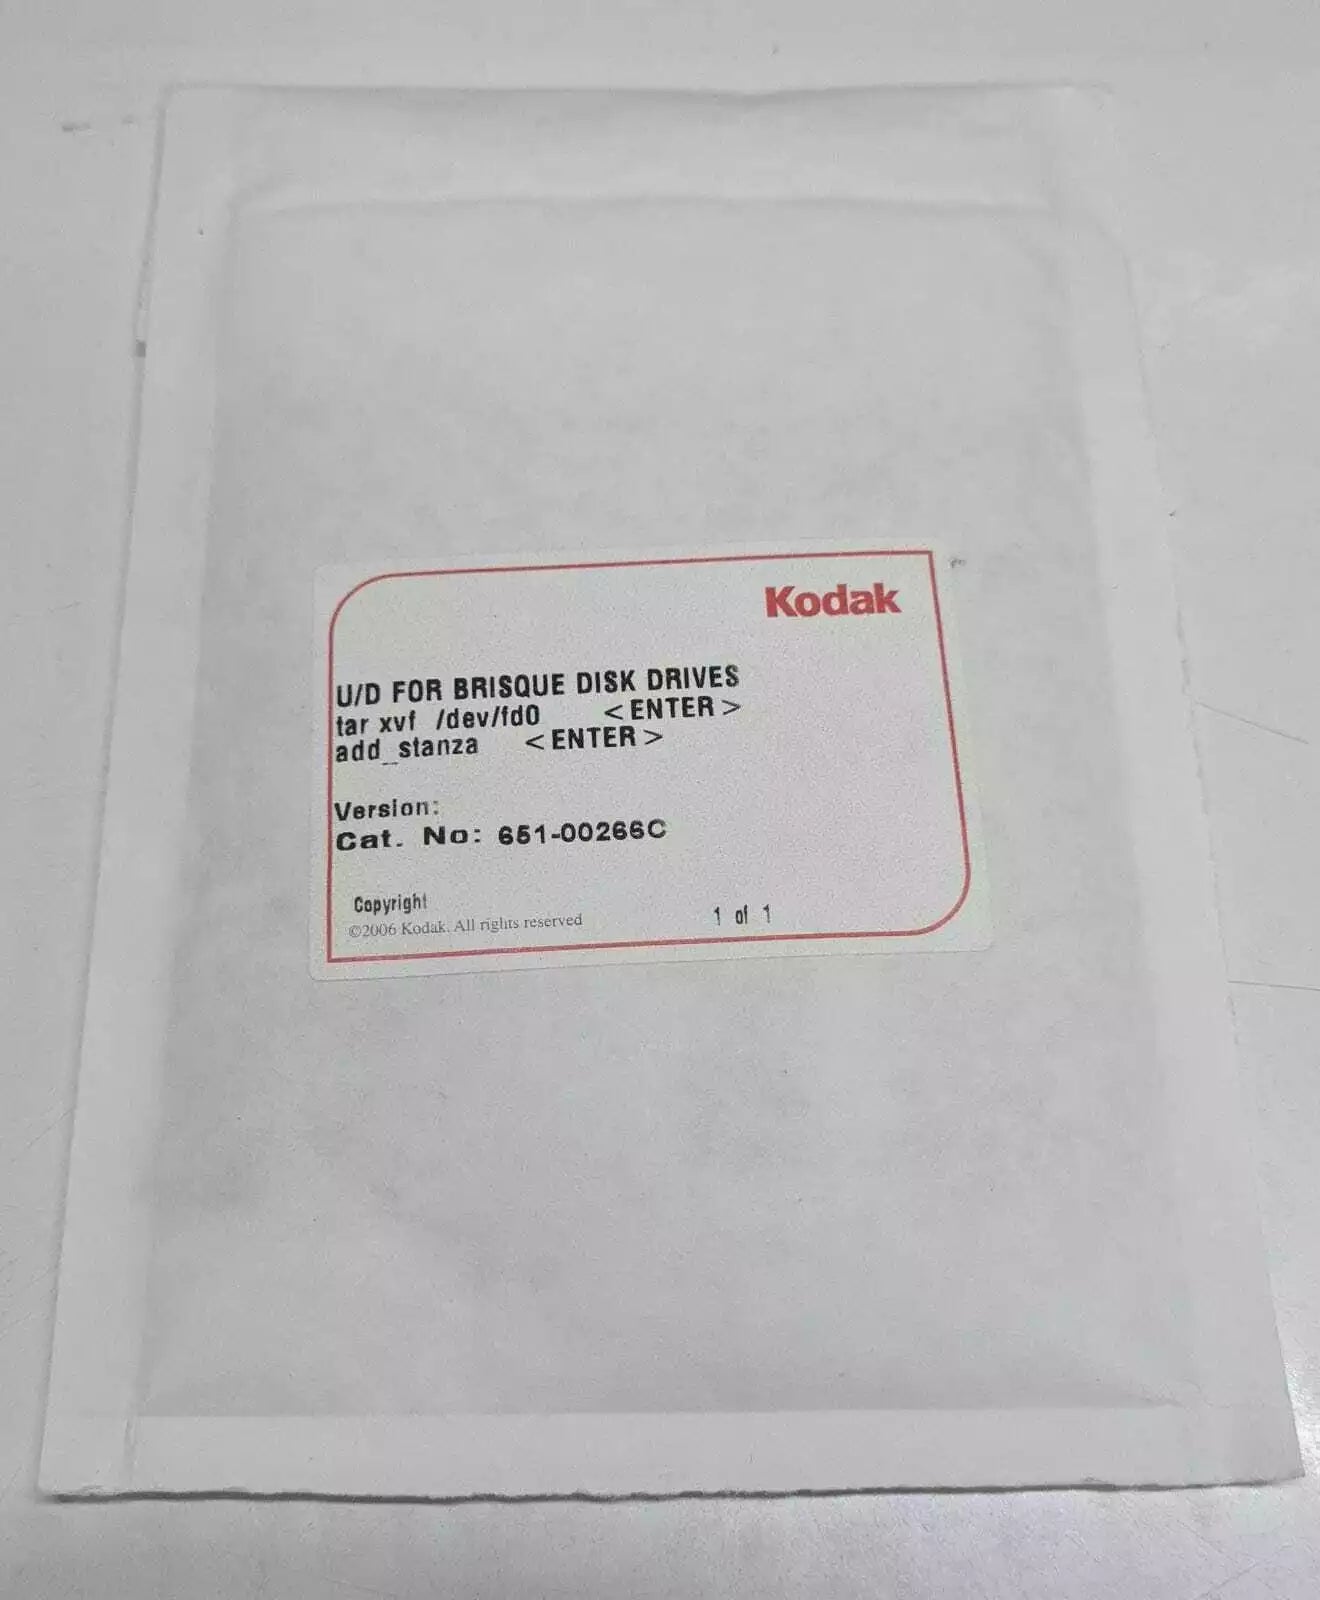 Kodak
U/D FOR BRISQUE DISK DRIVES
tar xvf /dev/fd0 <ENTER>
add_stanza <ENTER>
Version:
Cat. No: 651-00266C
Copyright
©2006 Kodak. All rights reserved
1 of 1